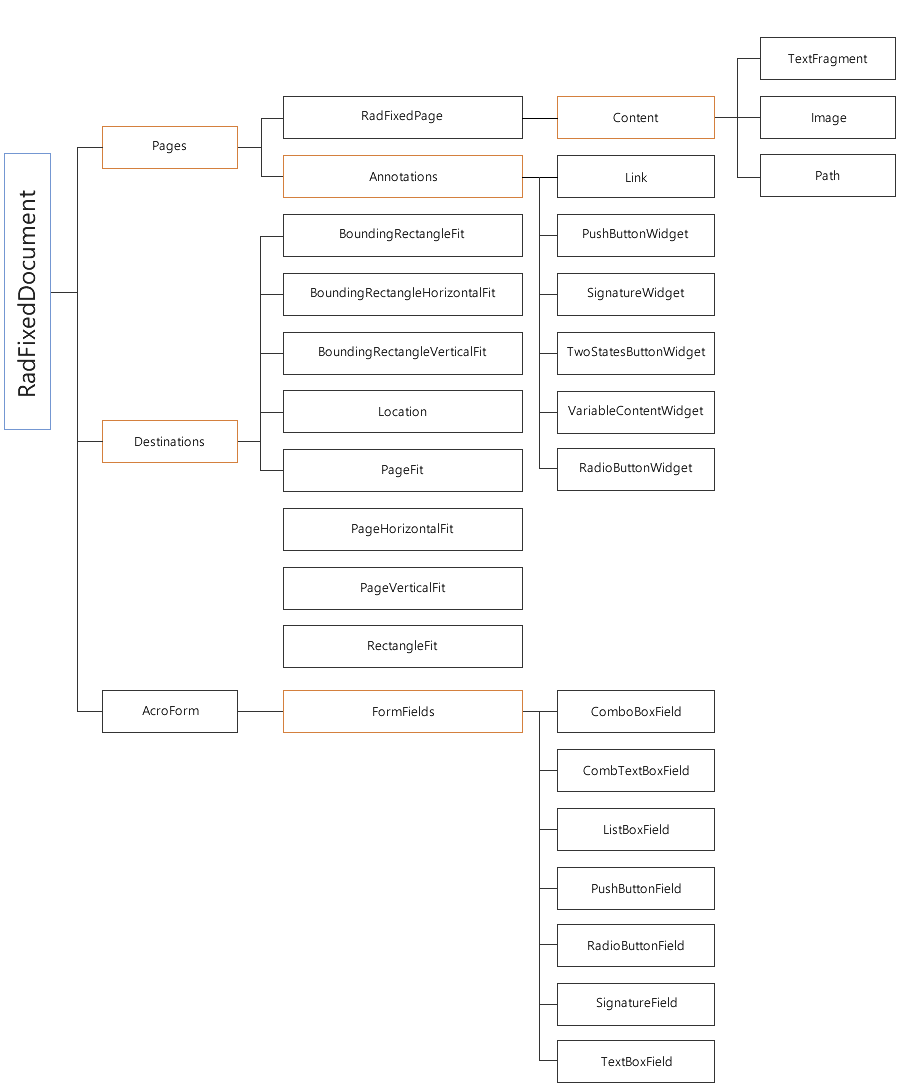 RadFixedDocument
Pages
RadFixedPage
Content
TextFragment
Image
Path
Annotations
Link
PushButtonWidget
SignatureWidget
TwoStatesButtonWidget
VariableContentWidget
RadioButtonWidget
Destinations
BoundingRectangleFit
BoundingRectangleHorizontalFit
BoundingRectangleVerticalFit
Location
PageFit
PageHorizontalFit
PageVerticalFit
RectangleFit
AcroForm
FormFields
ComboBoxField
CombTextBoxField
ListBoxField
PushButtonField
RadioButtonField
SignatureField
TextBoxField